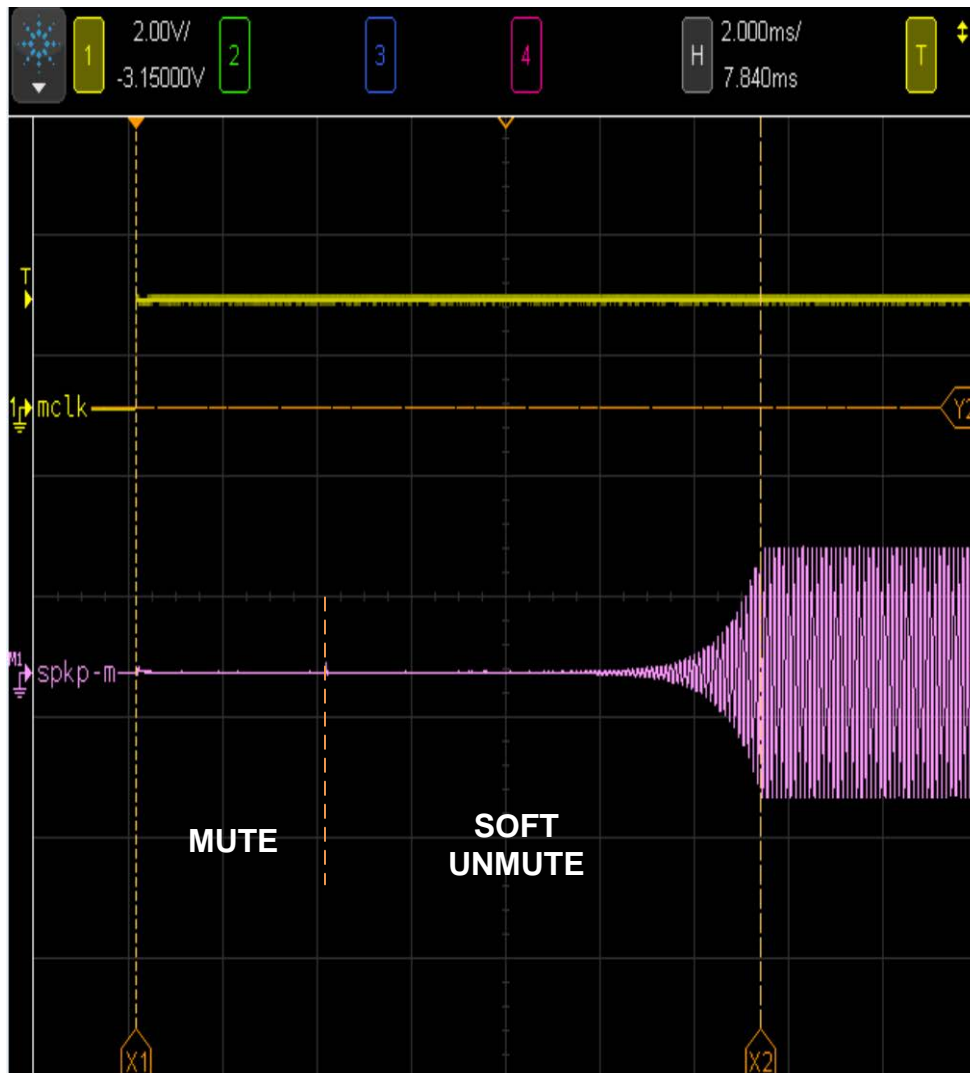 1
2.00V/
-3.15000V
2
3
4
H
2.000ms/
7.840ms
T
T
1 mclk
Y2
M1
spkp-m
MUTE
SOFT
UNMUTE
X1
X2